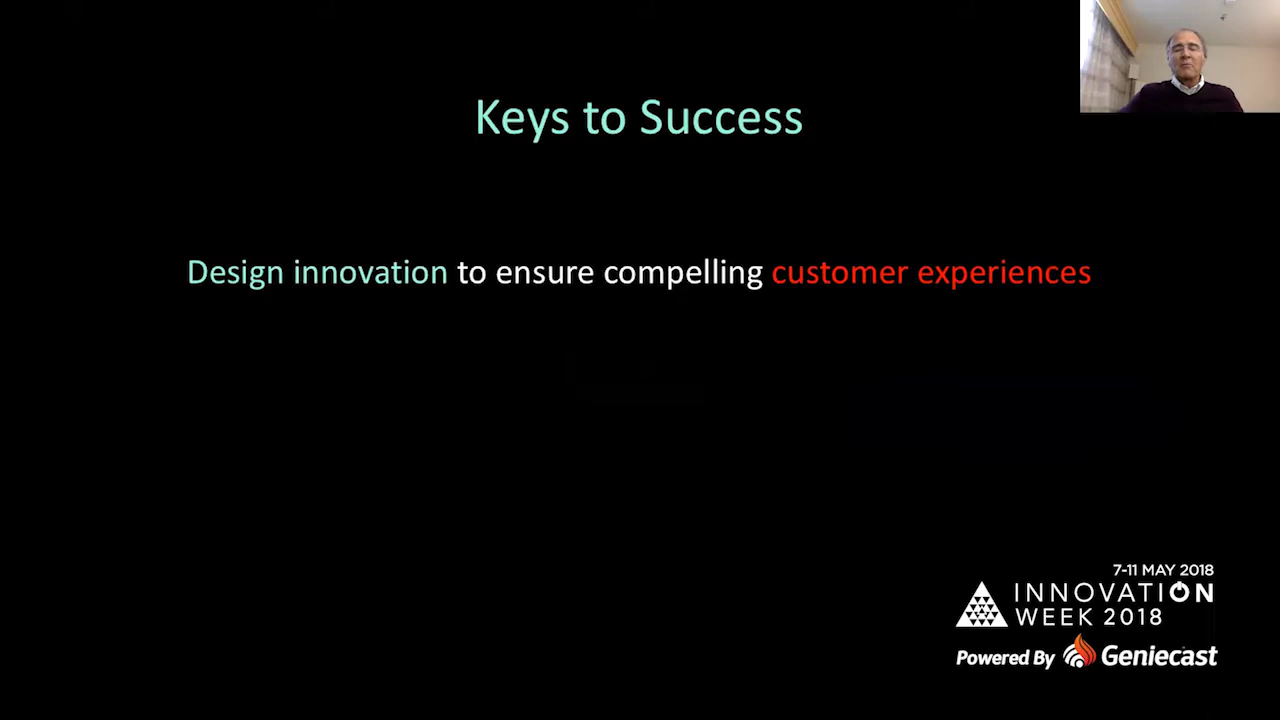 Keys to Success
Design innovation to ensure compelling customer experiences
7-11 MAY 2018
INNOVATION
WEEK 2018
Powered By Geniecast